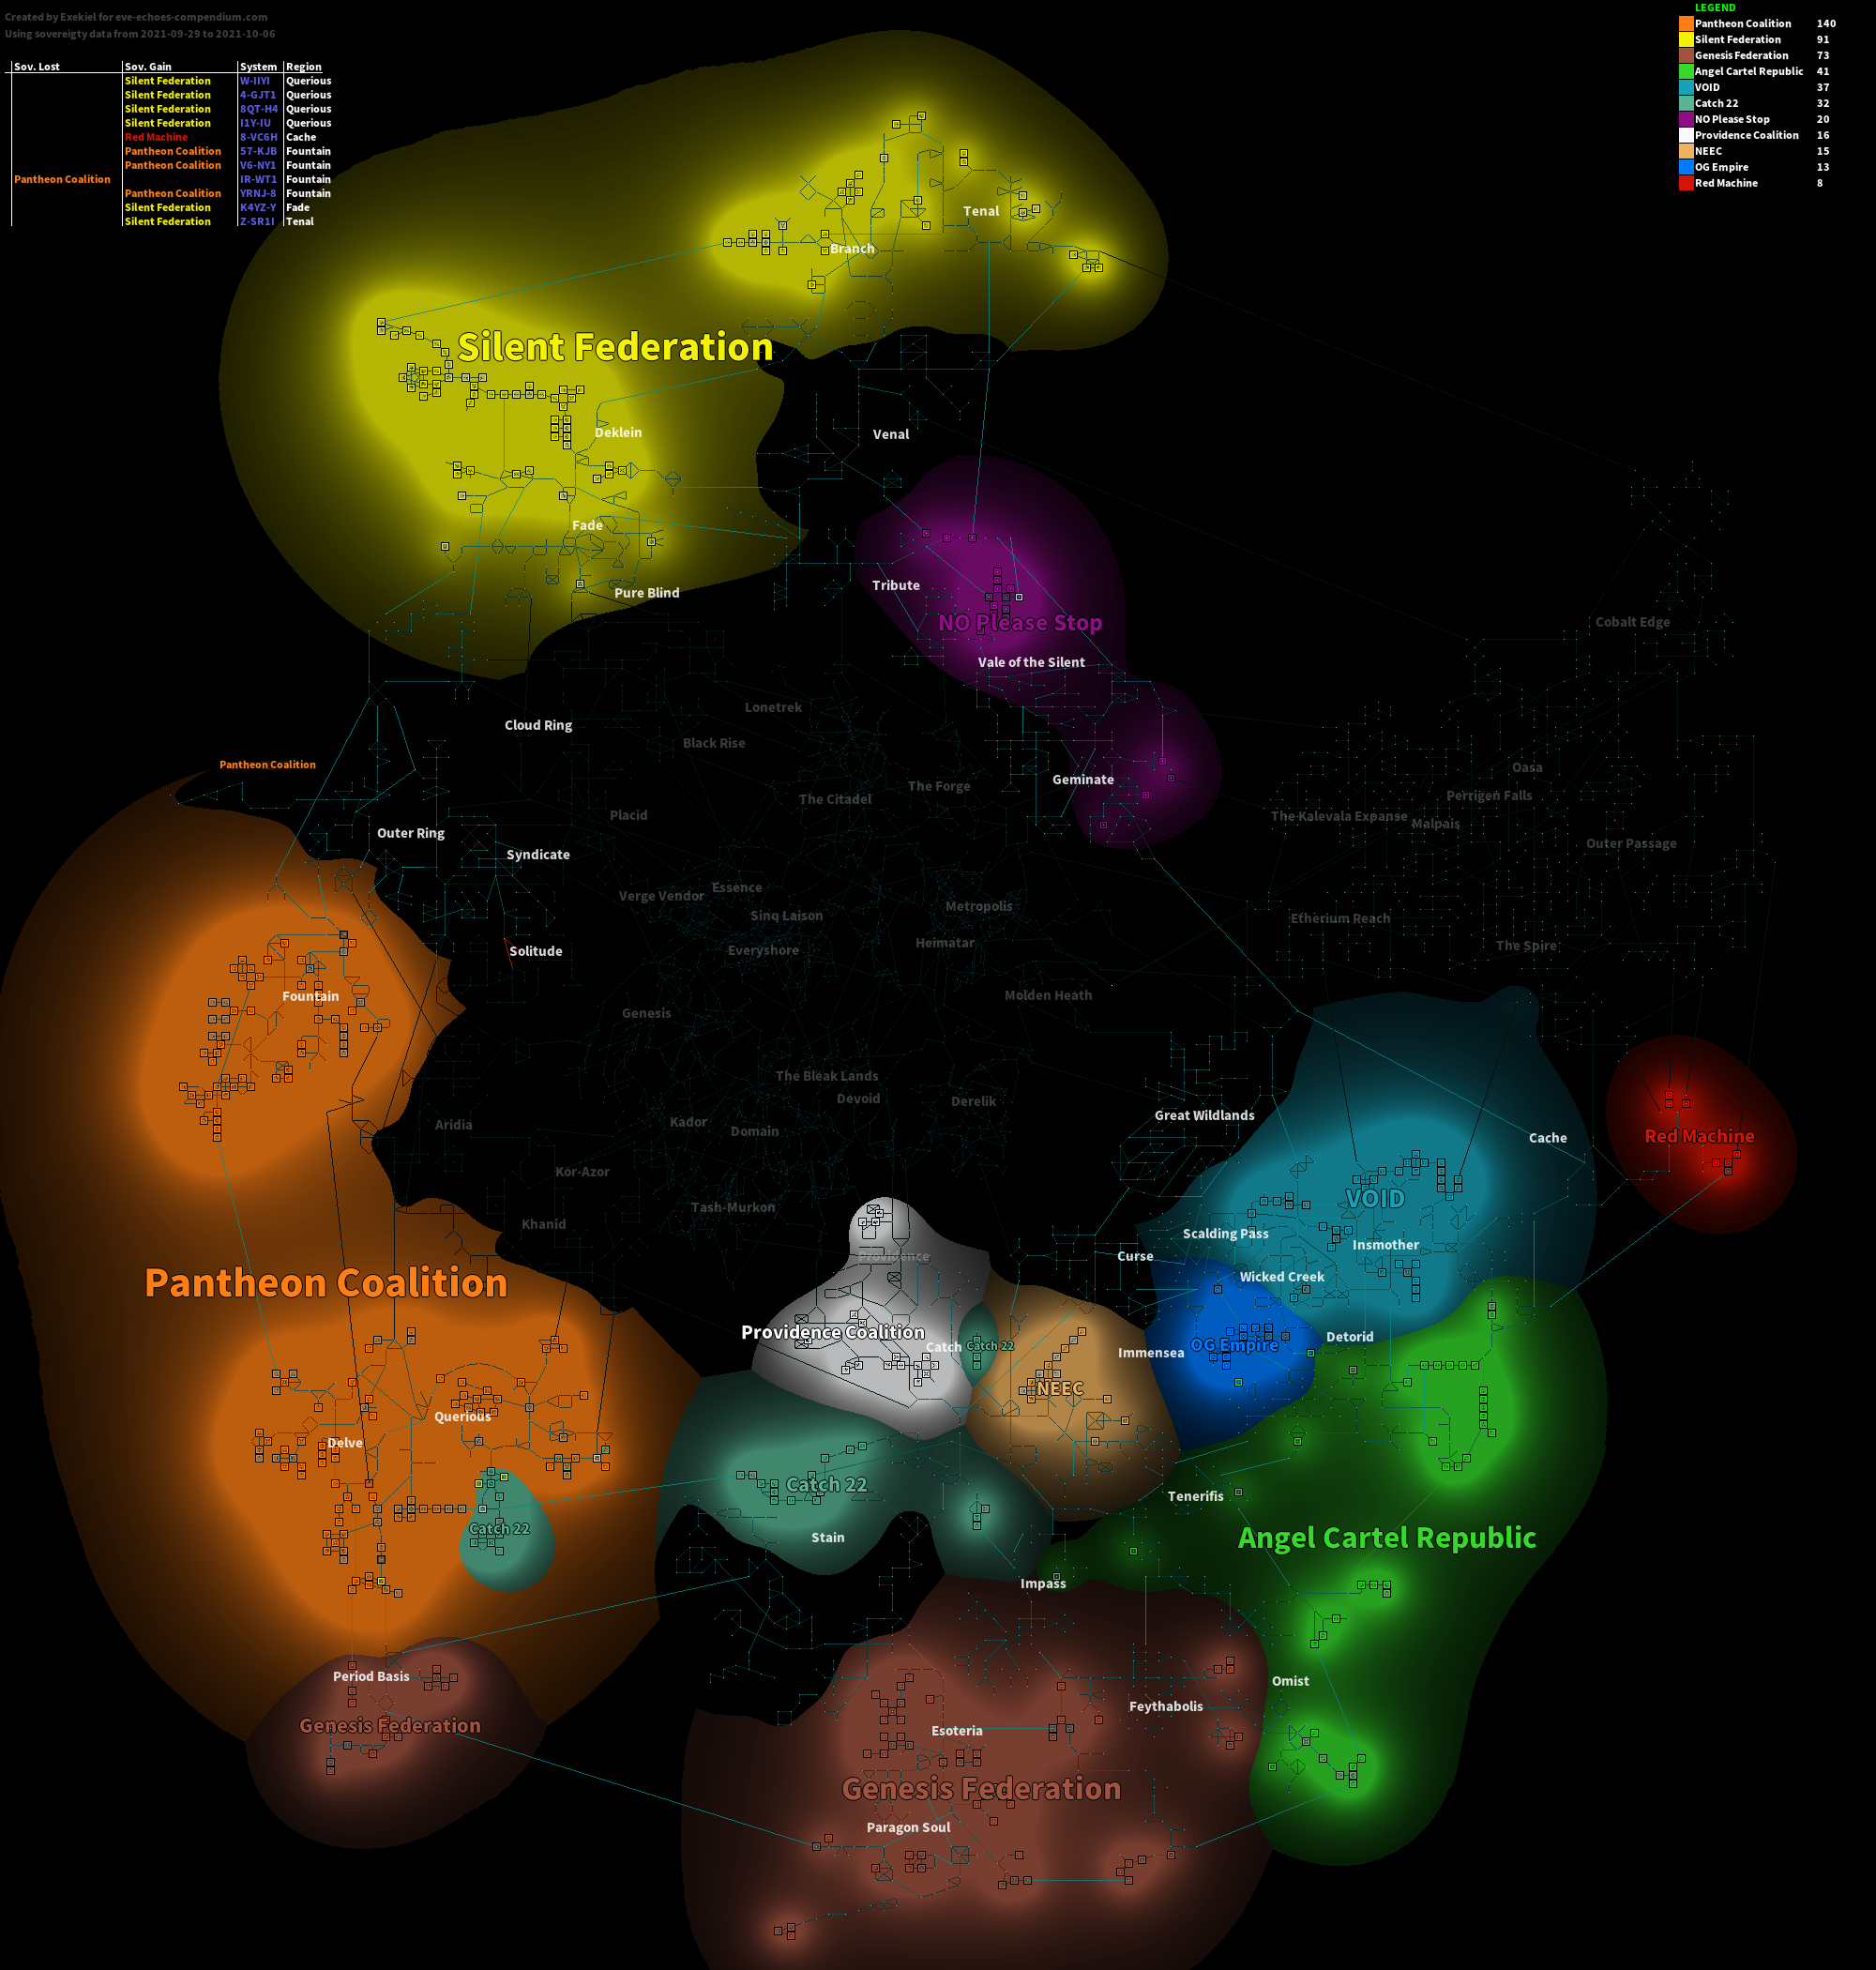 Created by Exekiel for eve-echoes-compendium.com
Using sovereigty data from 2021-09-29 to 2021-10-06
Sov. Lost Sov. Gain System Region
Silent Federation W-IIYI Querious
Silent Federation 4-GJT1 Querious
Silent Federation 8QT-H4 Querious
Silent Federation I1Y-IU Querious
Red Machine 8-VC6H Cache
Pantheon Coalition 57-KJB Fountain
Pantheon Coalition V6-NY1 Fountain
Pantheon Coalition IR-WT1 Fountain
Pantheon Coalition YRNJ-8 Fountain
Silent Federation K4YZ-Y Fade
Silent Federation Z-SR1I Tenal
LEGEND
Pantheon Coalition 140
Silent Federation 91
Genesis Federation 73
Angel Cartel Republic 41
VOID 37
Catch 22 32
NO Please Stop 20
Providence Coalition 16
NEEC 15
OG Empire 13
Red Machine 8
Tenal
Branch
Silent Federation
Deklein
Venal
Fade
Pure Blind
Tribute
NO Please Stop
Cobalt Edge
Vale of the Silent
Lonetrek
Cloud Ring
Black Rise
Pantheon Coalition
Oasa
Geminate
The Forge
Perrigen Falls
The Citadel
Placid
The Kalevala Expanse
Malpais
Outer Ring
Outer Passage
Syndicate
Essence
Verge Vendor
Metropolis
Sinq Laison
Etherium Reach
Heimatar
The Spire
Everyshore
Solitude
Fountain
Molden Heath
Genesis
The Bleak Lands
Devoid
Derelik
Great Wildlands
Kador
Aridia
Domain
Cache
Red Machine
Kor-Azor
VOID
Tash-Murkon
Khanid
Scalding Pass
Insmother
Providence
Curse
Wicked Creek
Pantheon Coalition
Providence Coalition
Detorid
Catch
Catch 22
OG Empire
Immensea
NEEC
Querious
Delve
Catch 22
Tenerifis
Catch 22
Stain
Angel Cartel Republic
Impass
Period Basis
Omist
Feythabolis
Genesis Federation
Esoteria
Genesis Federation
Paragon Soul